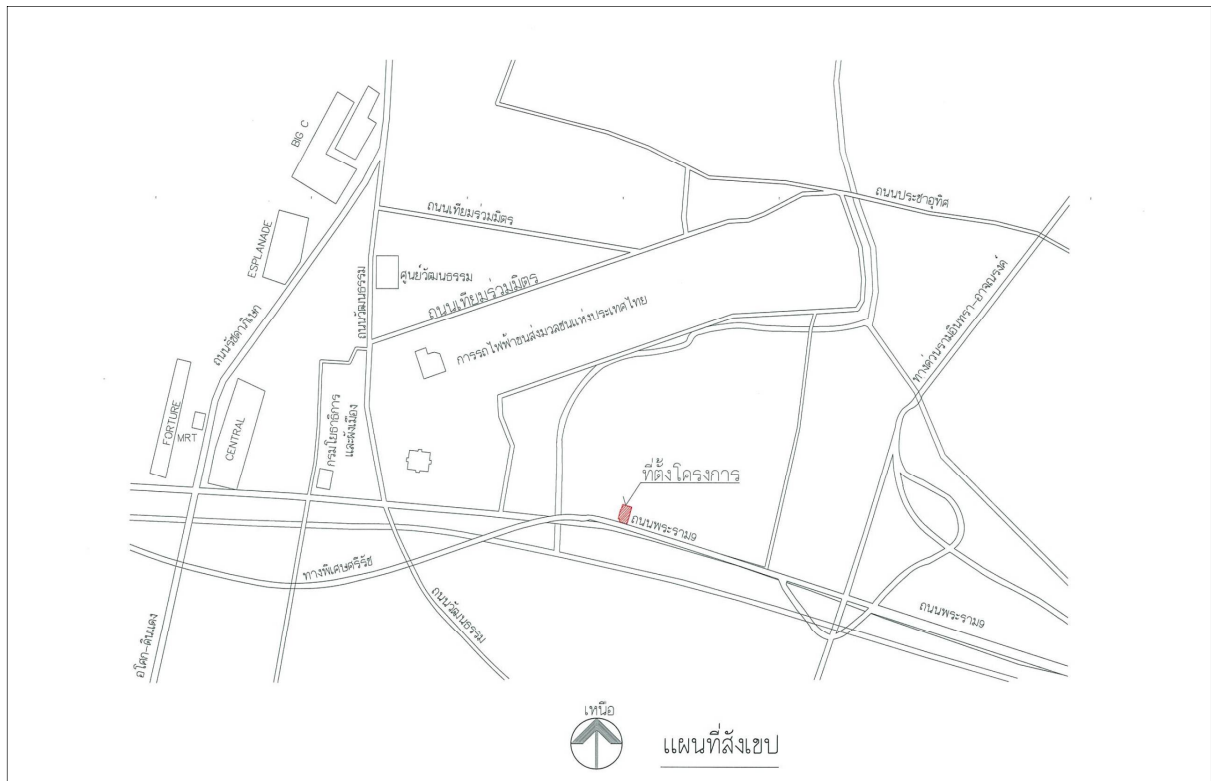 BIG C
ถนนประชาอุทิศ
ถนนเทียมร่วมมิตร
ESPLANADE
ศูนย์วัฒนธรรม
ถนนวัฒนธรรม
ถนนเทียมร่วมมิตร
ถนนรัชดาภิเษก
การรถไฟฟ้าขนส่งมวลชนแห่งประเทศไทย
ทางด่วนรามอินทรา-อาจณรงค์
FORTURE
MRT
CENTRAL
กรมโยธาธิการ
และผังเมือง
ที่ตั้งโครงการ
ถนนพระราม9
ทางพิเศษศรีรัช
ถนนวัฒนธรรม
ถนนพระราม9
อโศก-ดินแดง
เหนือ
แผนที่สังเขป